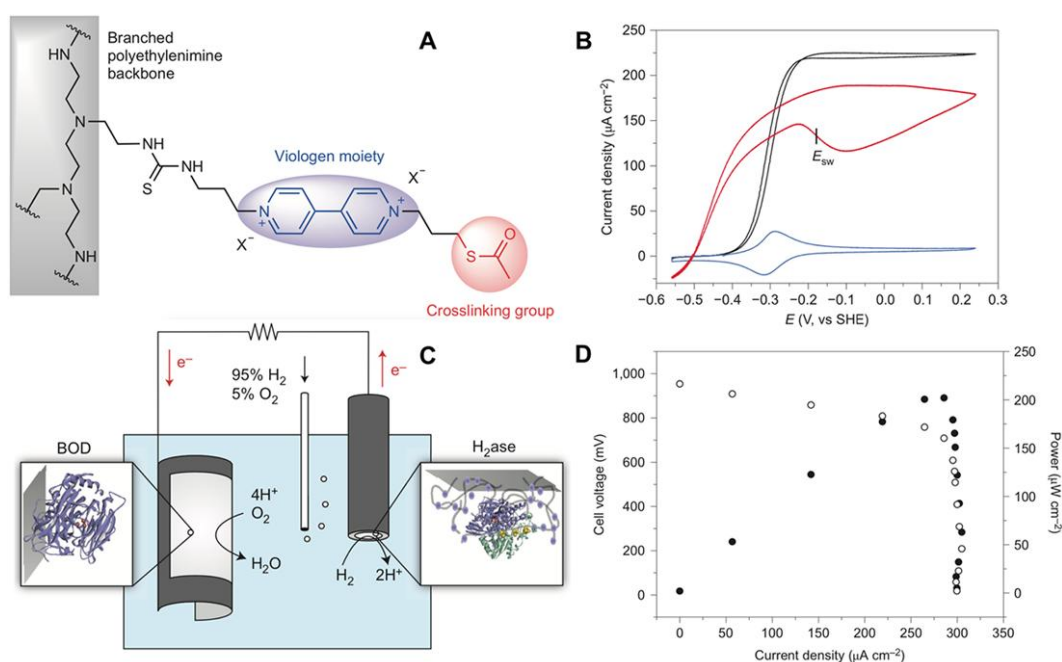 A
Branched
polyethylenimine
backbone
HN
N
N
NH
NH
S
NH
Viologen moiety
X⁻
X⁻
N
+
N
+
S
O
Crosslinking group
B
Current density (µA cm⁻²)
250
200
150
100
50
0
E_sw
−0.6
−0.5
−0.4
−0.3
−0.2
−0.1
0.0
0.1
0.2
0.3
E (V, vs SHE)
C
e⁻
95% H₂
5% O₂
e⁻
BOD
4H⁺
O₂
H₂O
H₂
2H⁺
H₂ase
D
Cell voltage (mV)
1,000
800
600
400
200
0
Power (µW cm⁻²)
250
200
150
100
50
0
0
50
100
150
200
250
300
350
400
Current density (µA cm⁻²)